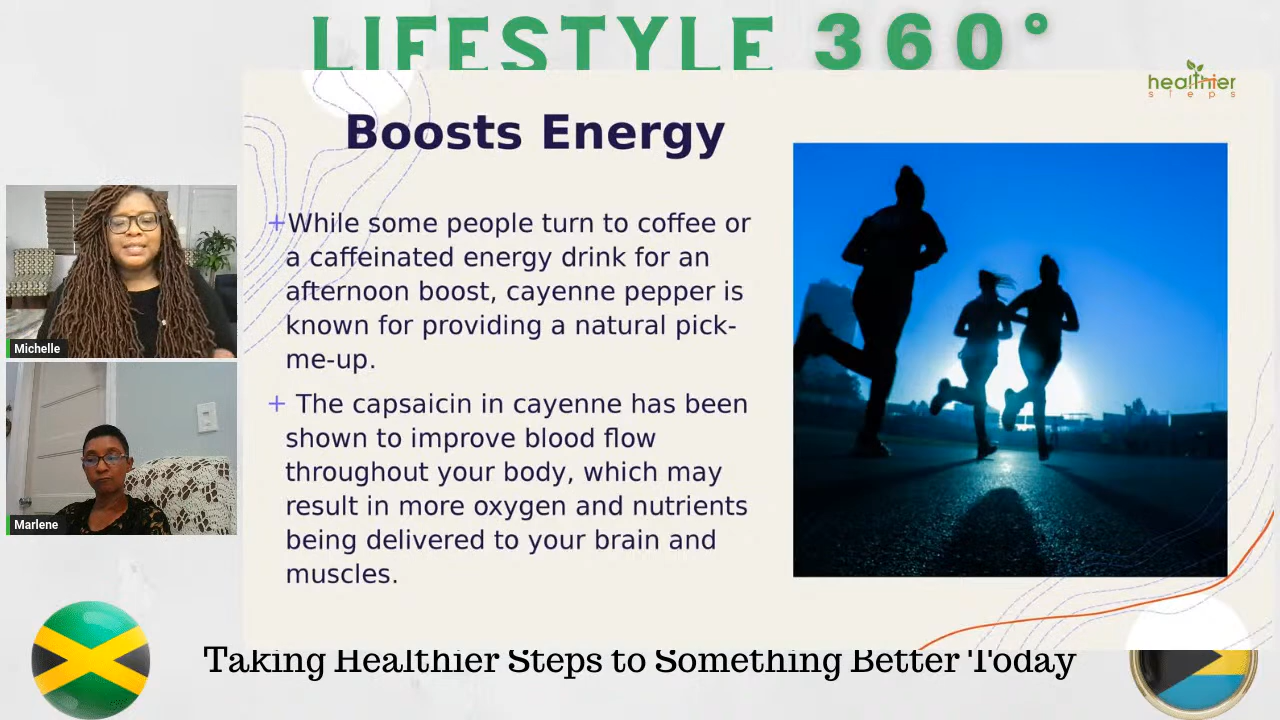 LIFESTYLE 360°
healthier
steps
Boosts Energy
+While some people turn to coffee or
a caffeinated energy drink for an
afternoon boost, cayenne pepper is
known for providing a natural pick-
me-up.
+ The capsaicin in cayenne has been
shown to improve blood flow
throughout your body, which may
result in more oxygen and nutrients
being delivered to your brain and
muscles.
Michelle
Marlene
Taking Healthier Steps to Something Better Today